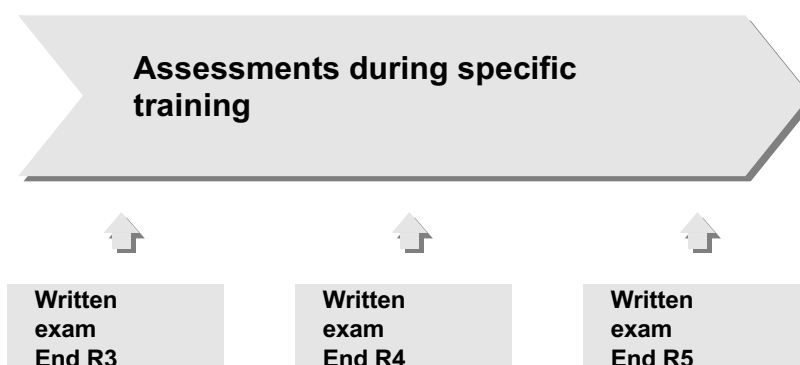 Assessments during specific
training
Written
exam
End R3
Written
exam
End R4
Written
exam
End R5